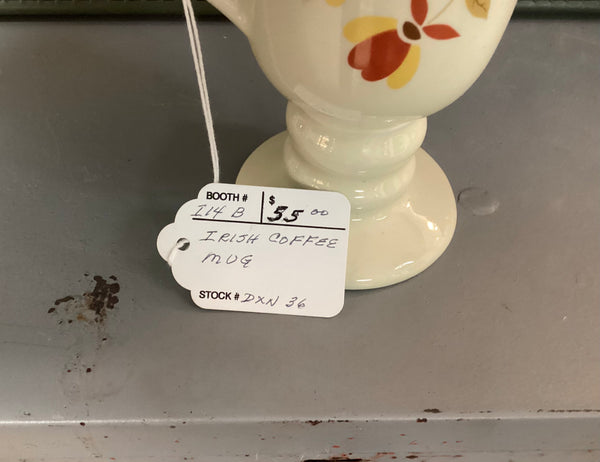 BOOTH # $
I14 B 55 00
IRISH COFFEE
MUG
STOCK # DXN 36